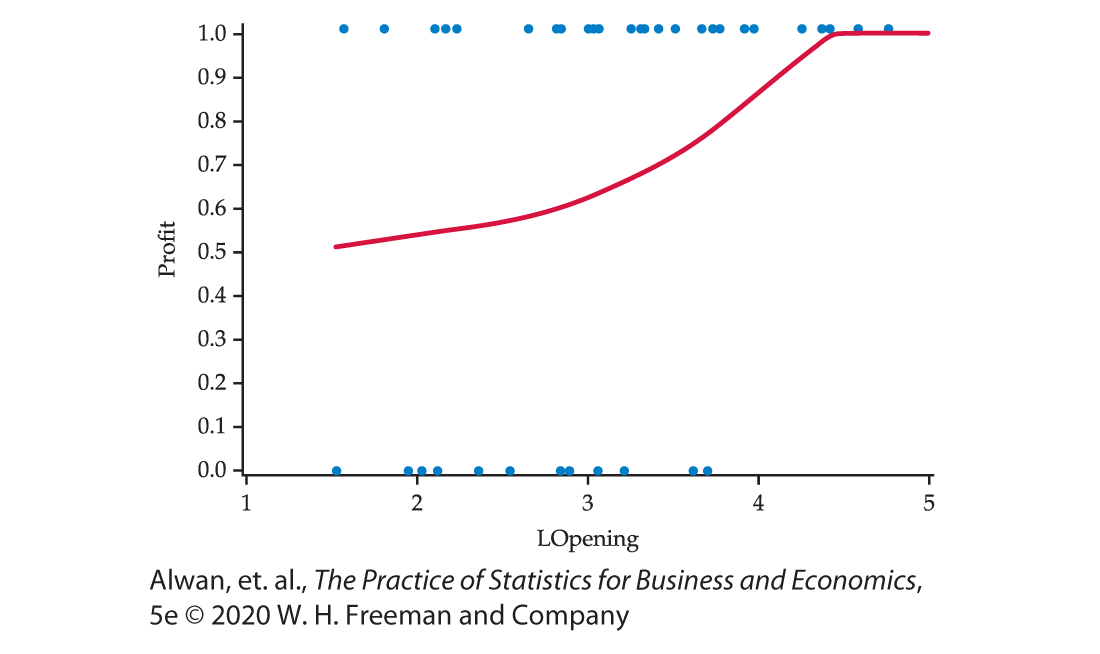 1.0
0.9
0.8
0.7
0.6
0.5
0.4
0.3
0.2
0.1
0.0
Profit
1 2 3 4 5
LOpening
Alwan, et. al., The Practice of Statistics for Business and Economics,
5e © 2020 W. H. Freeman and Company